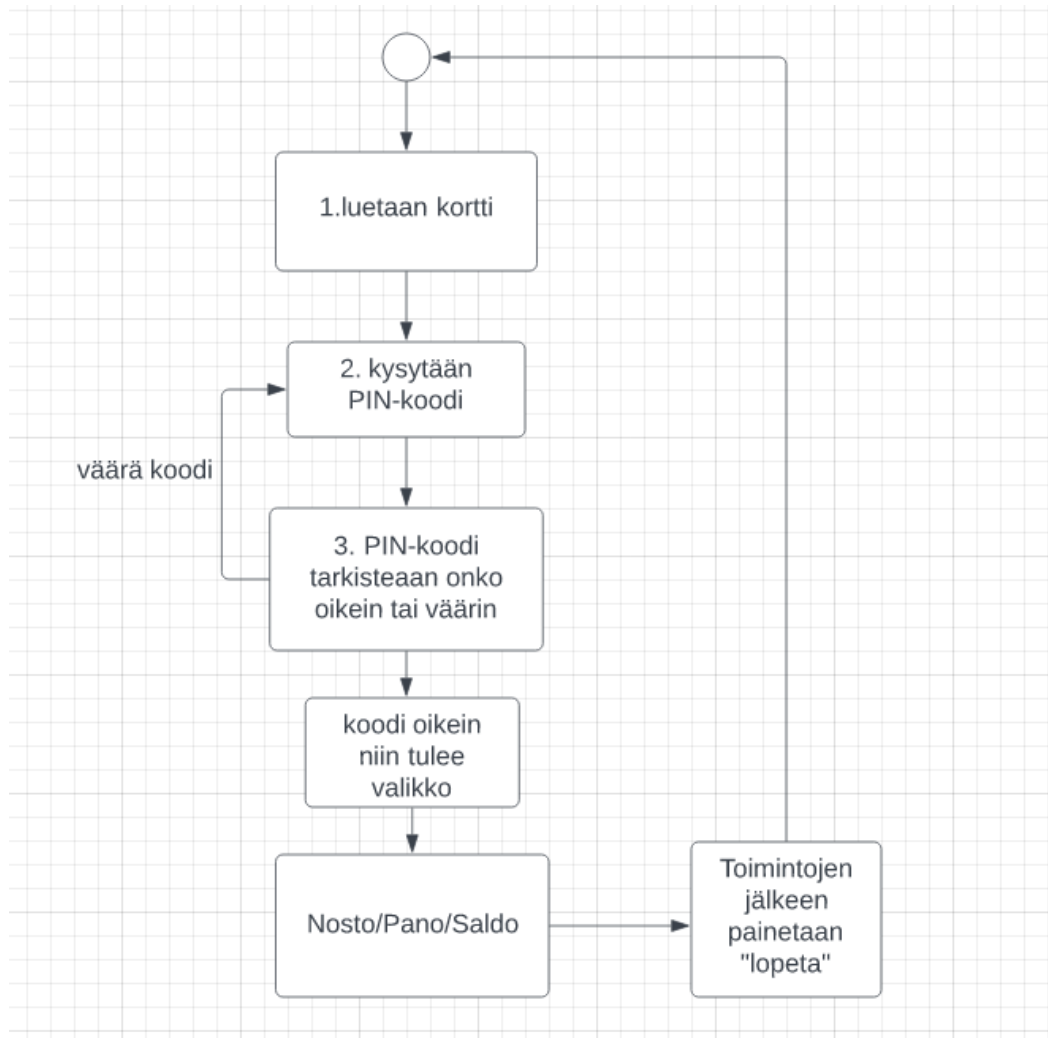 1.luetaan kortti
2. kysytään
PIN-koodi
väärä koodi
3. PIN-koodi
tarkisteaan onko
oikein tai väärin
koodi oikein
niin tulee
valikko
Nosto/Pano/Saldo
Toimintojen
jälkeen
painetaan
"lopeta"